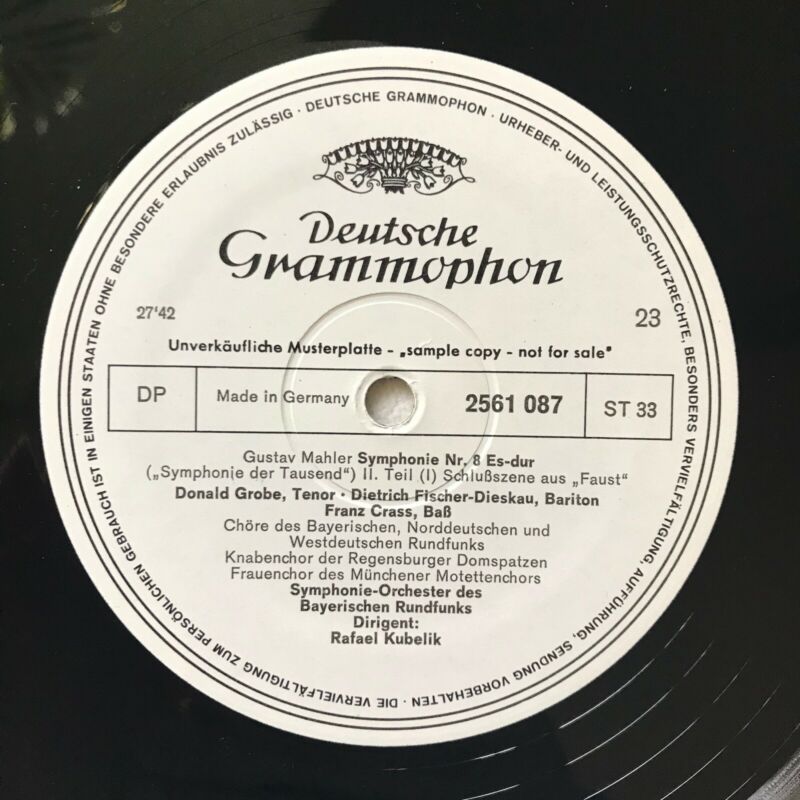 DIE VERVIELFÄLTIGUNG ZUM PERSÖNLICHEN GEBRAUCH IST IN EINIGEN STAATEN OHNE BESONDERE ERLAUBNIS ZULÄSSIG · DEUTSCHE GRAMMOPHON · URHEBER- UND LEISTUNGSSCHUTZRECHTE, BESONDERS VERVIELFÄLTIGUNG, AUFFÜHRUNG, SENDUNG VORBEHALTEN ·
Deutsche
Grammophon
27'42
23
Unverkäufliche Musterplatte - „sample copy - not for sale"
DP Made in Germany 2561 087 ST 33
Gustav Mahler Symphonie Nr. 8 Es-dur
(„Symphonie der Tausend“) II. Teil (I) Schlußszene aus „Faust“
Donald Grobe, Tenor · Dietrich Fischer-Dieskau, Bariton
Franz Crass, Baß
Chöre des Bayerischen, Norddeutschen und
Westdeutschen Rundfunks
Knabenchor der Regensburger Domspatzen
Frauenchor des Münchener Motettenchors
Symphonie-Orchester des
Bayerischen Rundfunks
Dirigent:
Rafael Kubelik